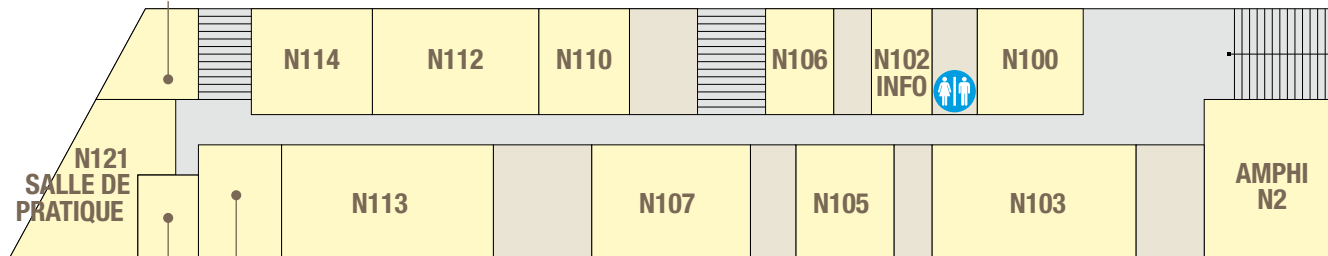 N114
N112
N110
N106
N102
INFO
N100
N121
SALLE DE
PRATIQUE
N113
N107
N105
N103
AMPHI
N2